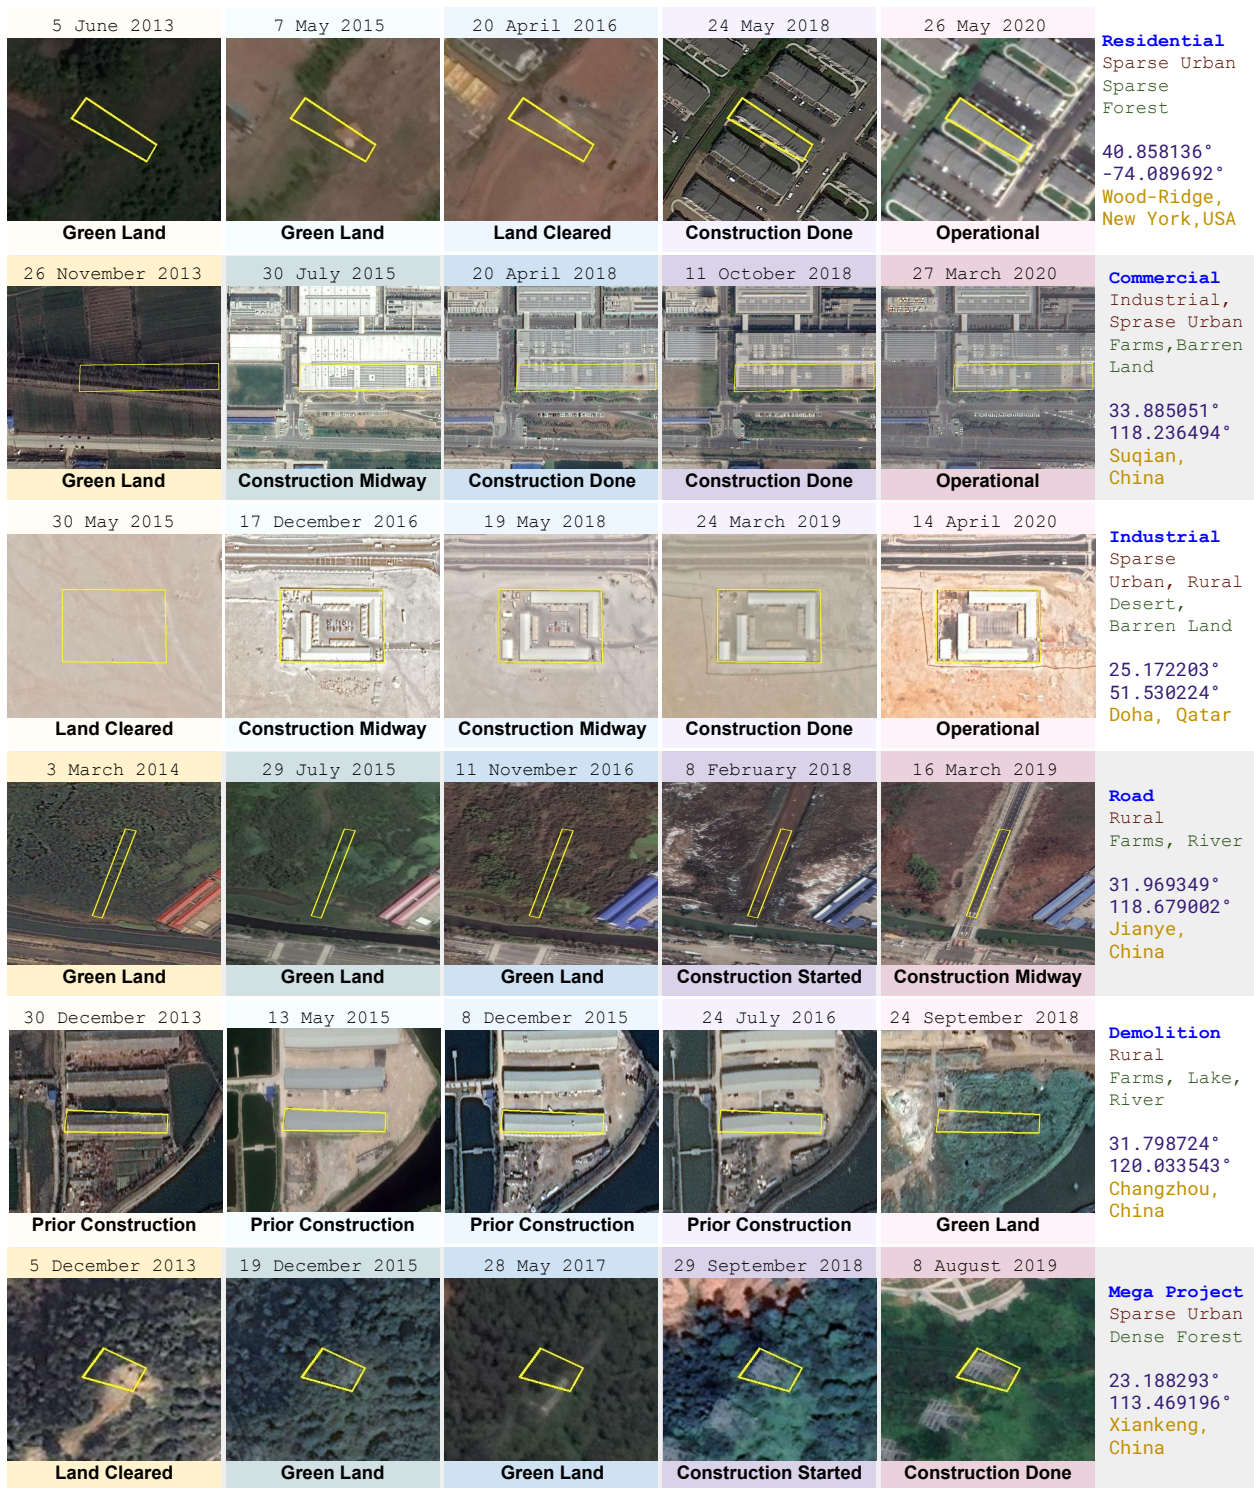 5 June 2013
7 May 2015
20 April 2016
24 May 2018
26 May 2020
Green Land
Green Land
Land Cleared
Construction Done
Operational
Residential
Sparse Urban
Sparse
Forest
40.858136°
-74.089692°
Wood-Ridge,
New York,USA
26 November 2013
30 July 2015
20 April 2018
11 October 2018
27 March 2020
Green Land
Construction Midway
Construction Done
Construction Done
Operational
Commercial
Industrial,
Sprase Urban
Farms,Barren
Land
33.885051°
118.236494°
Suqian,
China
30 May 2015
17 December 2016
19 May 2018
24 March 2019
14 April 2020
Land Cleared
Construction Midway
Construction Midway
Construction Done
Operational
Industrial
Sparse
Urban, Rural
Desert,
Barren Land
25.172203°
51.530224°
Doha, Qatar
3 March 2014
29 July 2015
11 November 2016
8 February 2018
16 March 2019
Green Land
Green Land
Green Land
Construction Started
Construction Midway
Road
Rural
Farms, River
31.969349°
118.679002°
Jianye,
China
30 December 2013
13 May 2015
8 December 2015
24 July 2016
24 September 2018
Prior Construction
Prior Construction
Prior Construction
Prior Construction
Green Land
Demolition
Rural
Farms, Lake,
River
31.798724°
120.033543°
Changzhou,
China
5 December 2013
19 December 2015
28 May 2017
29 September 2018
8 August 2019
Land Cleared
Green Land
Green Land
Construction Started
Construction Done
Mega Project
Sparse Urban
Dense Forest
23.188293°
113.469196°
Xiankeng,
China